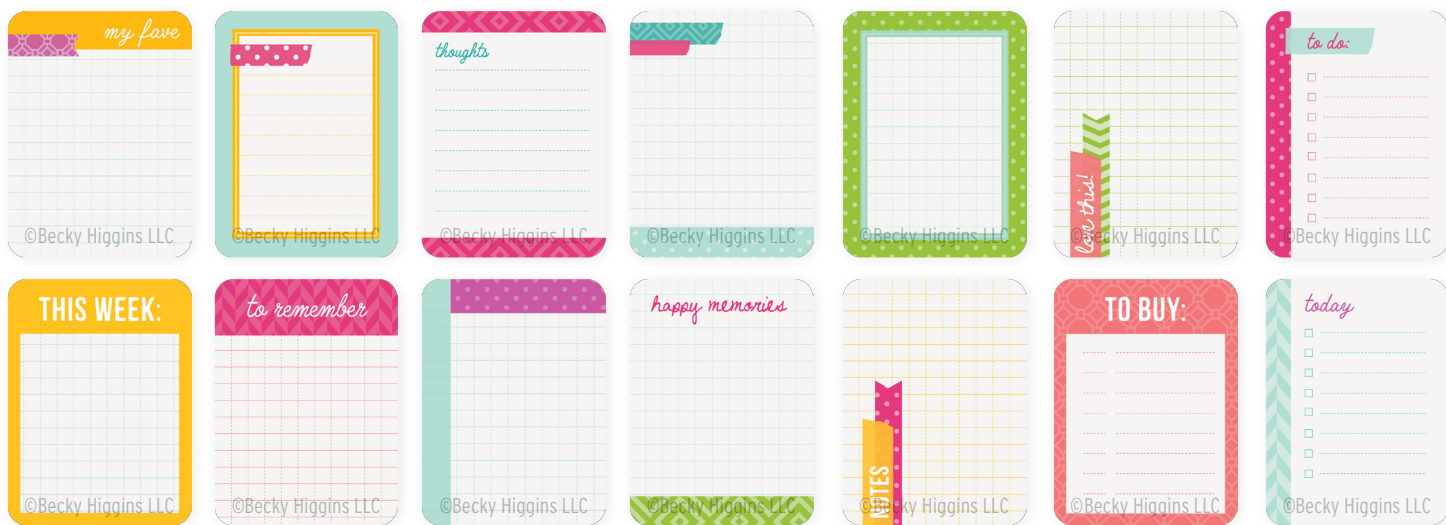 my fave
thoughts
to do:
love this!
©Becky Higgins LLC
©Becky Higgins LLC
©Becky Higgins LLC
©Becky Higgins LLC
©Becky Higgins LLC
©Becky Higgins LLC
©Becky Higgins LLC
THIS WEEK:
to remember
happy memories
TO BUY:
today
NOTES
©Becky Higgins LLC
©Becky Higgins LLC
©Becky Higgins LLC
©Becky Higgins LLC
©Becky Higgins LLC
©Becky Higgins LLC
©Becky Higgins LLC